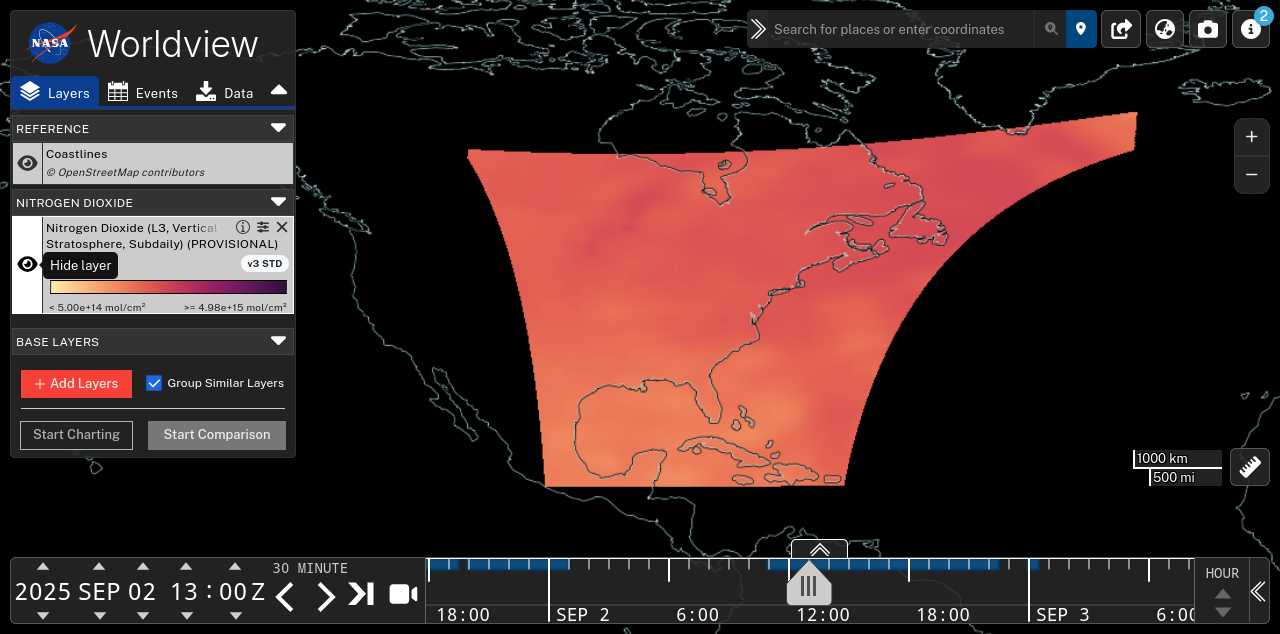 NASA
Worldview
Layers
Events
Data
REFERENCE
Coastlines
© OpenStreetMap contributors
NITROGEN DIOXIDE
Nitrogen Dioxide (L3, Vertical
Stratosphere, Subdaily) (PROVISIONAL)
Hide layer
v3 STD
< 5.00e+14 mol/cm²
>= 4.98e+15 mol/cm²
BASE LAYERS
+ Add Layers
Group Similar Layers
Start Charting
Start Comparison
Search for places or enter coordinates
2
1000 km
500 mi
2025 SEP 02 13 : 00 Z
30 MINUTE
18:00
SEP 2
6:00
12:00
18:00
SEP 3
6:00
HOUR